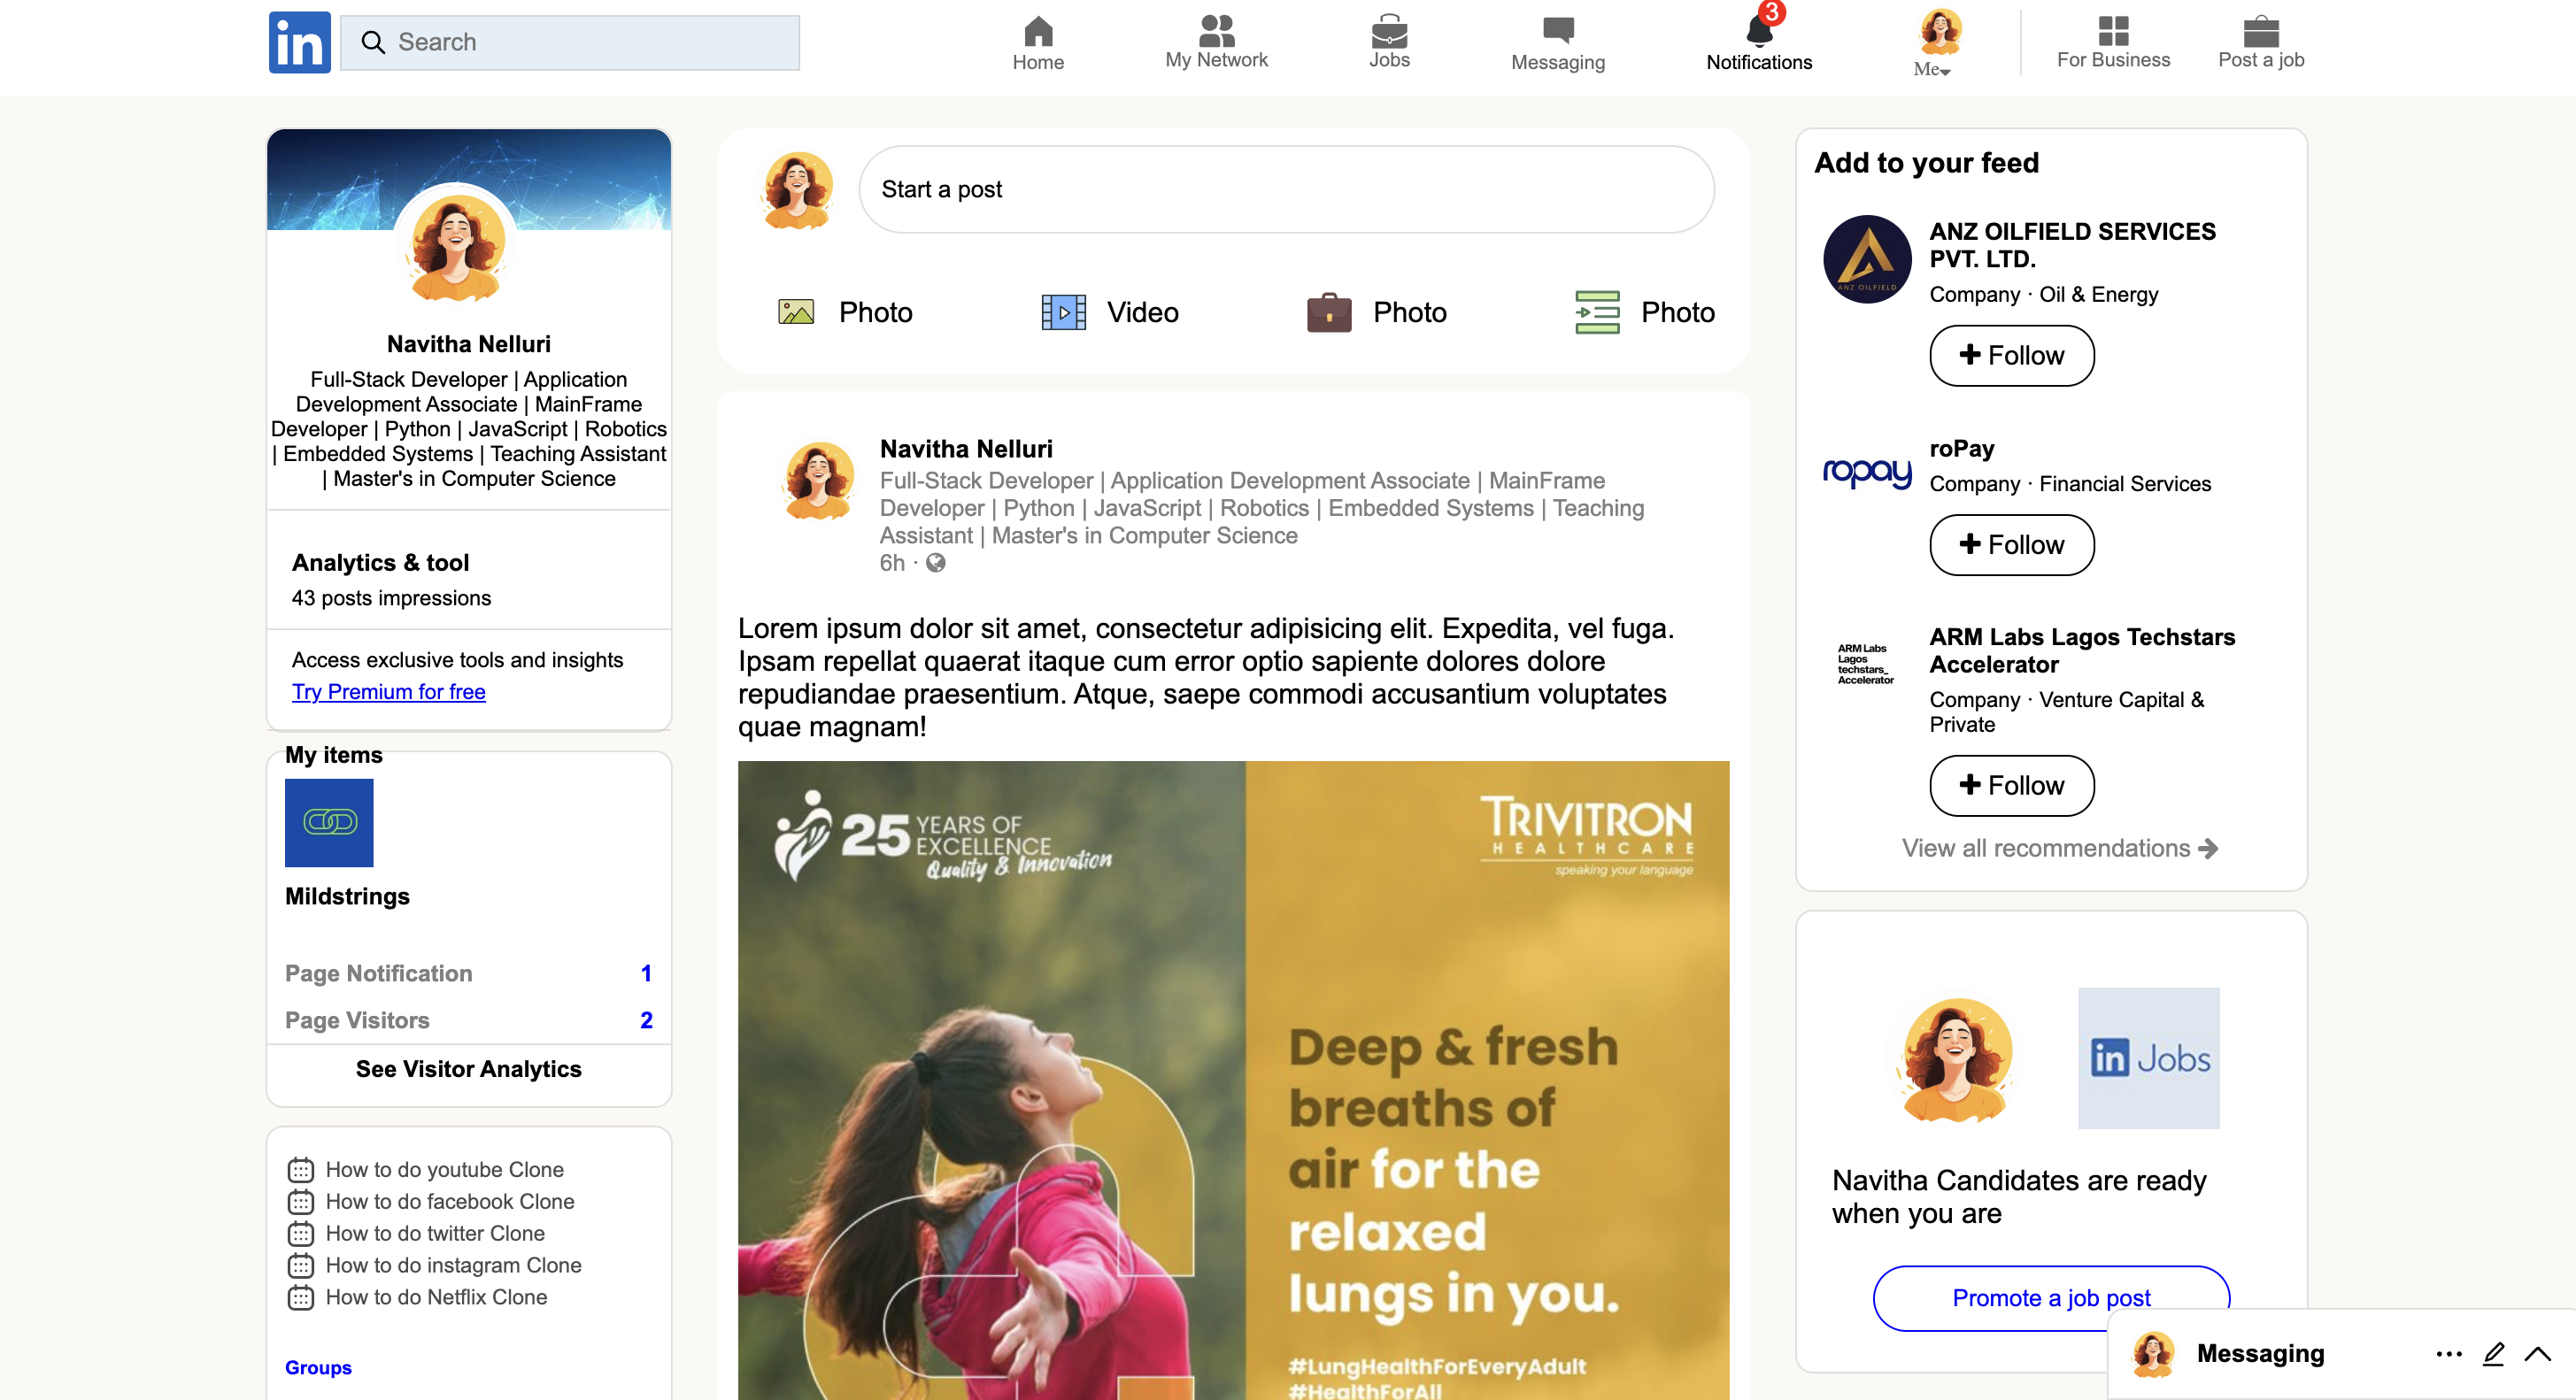 in
Search
Home
My Network
Jobs
Messaging
3
Notifications
Me
For Business
Post a job
Navitha Nelluri
Full-Stack Developer | Application
Development Associate | MainFrame
Developer | Python | JavaScript | Robotics
| Embedded Systems | Teaching Assistant
| Master's in Computer Science
Analytics & tool
43 posts impressions
Access exclusive tools and insights
Try Premium for free
My items
Mildstrings
Page Notification 1
Page Visitors 2
See Visitor Analytics
How to do youtube Clone
How to do facebook Clone
How to do twitter Clone
How to do instagram Clone
How to do Netflix Clone
Groups
Start a post
Photo
Video
Photo
Photo
Navitha Nelluri
Full-Stack Developer | Application Development Associate | MainFrame
Developer | Python | JavaScript | Robotics | Embedded Systems | Teaching
Assistant | Master's in Computer Science
6h ·
Lorem ipsum dolor sit amet, consectetur adipisicing elit. Expedita, vel fuga.
Ipsam repellat quaerat itaque cum error optio sapiente dolores dolore
repudiandae praesentium. Atque, saepe commodi accusantium voluptates
quae magnam!
25 YEARS OF
EXCELLENCE
Quality & Innovation
TRIVITRON
HEALTHCARE
speaking your language
Deep & fresh
breaths of
air for the
relaxed
lungs in you.
#LungHealthForEveryAdult
#HealthForAll
Add to your feed
ANZ OILFIELD
ANZ OILFIELD SERVICES
PVT. LTD.
Company · Oil & Energy
Follow
ropay
roPay
Company · Financial Services
Follow
ARM Labs
Lagos
techstars_
Accelerator
ARM Labs Lagos Techstars
Accelerator
Company · Venture Capital &
Private
Follow
View all recommendations
in Jobs
Navitha Candidates are ready
when you are
Promote a job post
Messaging